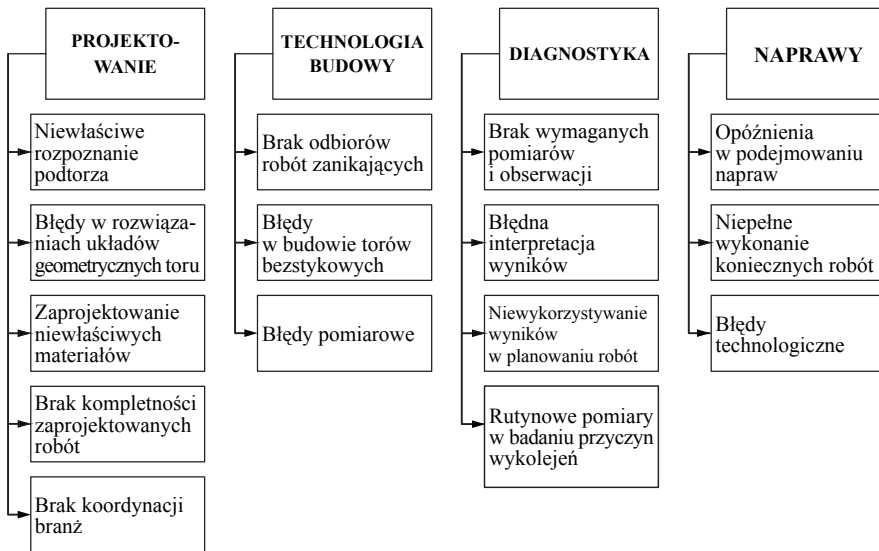 PROJEKTO-
WANIE
Niewłaściwe
rozpoznanie
podtorza
Błędy w rozwiąza-
niach układów
geometrycznych toru
Zaprojektowanie
niewłaściwych
materiałów
Brak kompletności
zaprojektowanych
robót
Brak koordynacji
branż
TECHNOLOGIA
BUDOWY
Brak odbiorów
robót zanikających
Błędy
w budowie torów
bezstykowych
Błędy pomiarowe
DIAGNOSTYKA
Brak wymaganych
pomiarów
i obserwacji
Błędna
interpretacja
wyników
Niewykorzystywanie
wyników
w planowaniu robót
Rutynowe pomiary
w badaniu przyczyn
wykolejeń
NAPRAWY
Opóźnienia
w podejmowaniu
napraw
Niepełne
wykonanie
koniecznych robót
Błędy
technologiczne